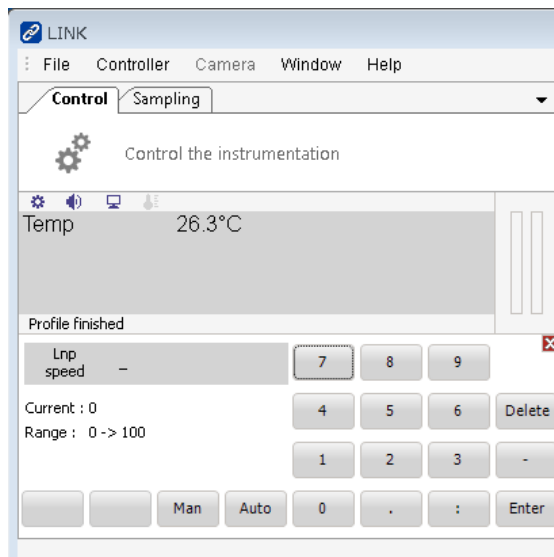 LINK
File Controller Camera Window Help
Control Sampling
Control the instrumentation
Temp 26.3°C
Profile finished
Lnp speed -
7 8 9
Current : 0
4 5 6 Delete
Range : 0 -> 100
1 2 3 -
Man Auto 0 . : Enter